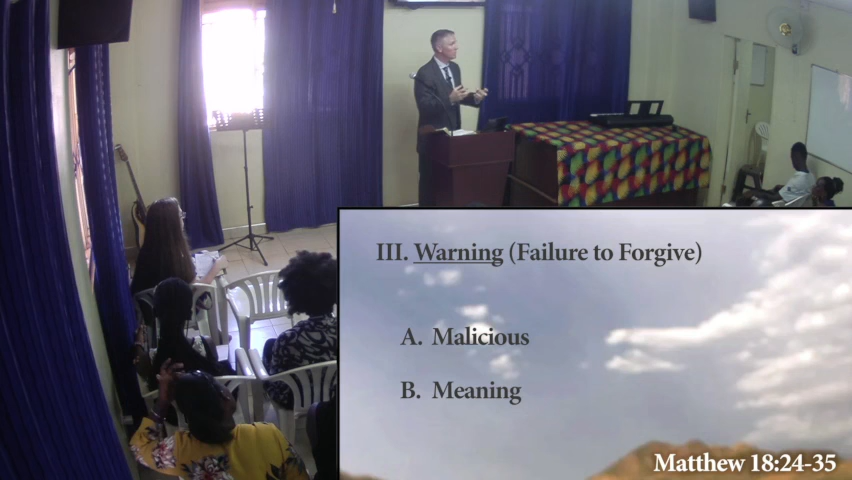 III. Warning (Failure to Forgive)
A. Malicious
B. Meaning
Matthew 18:24-35